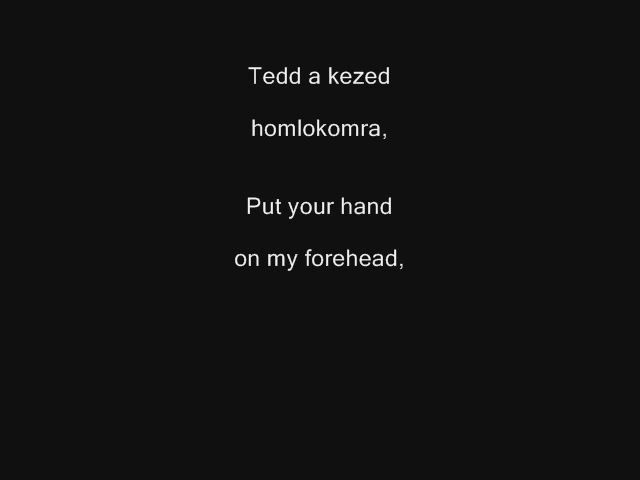 Tedd a kezed
homlokomra,
Put your hand
on my forehead,